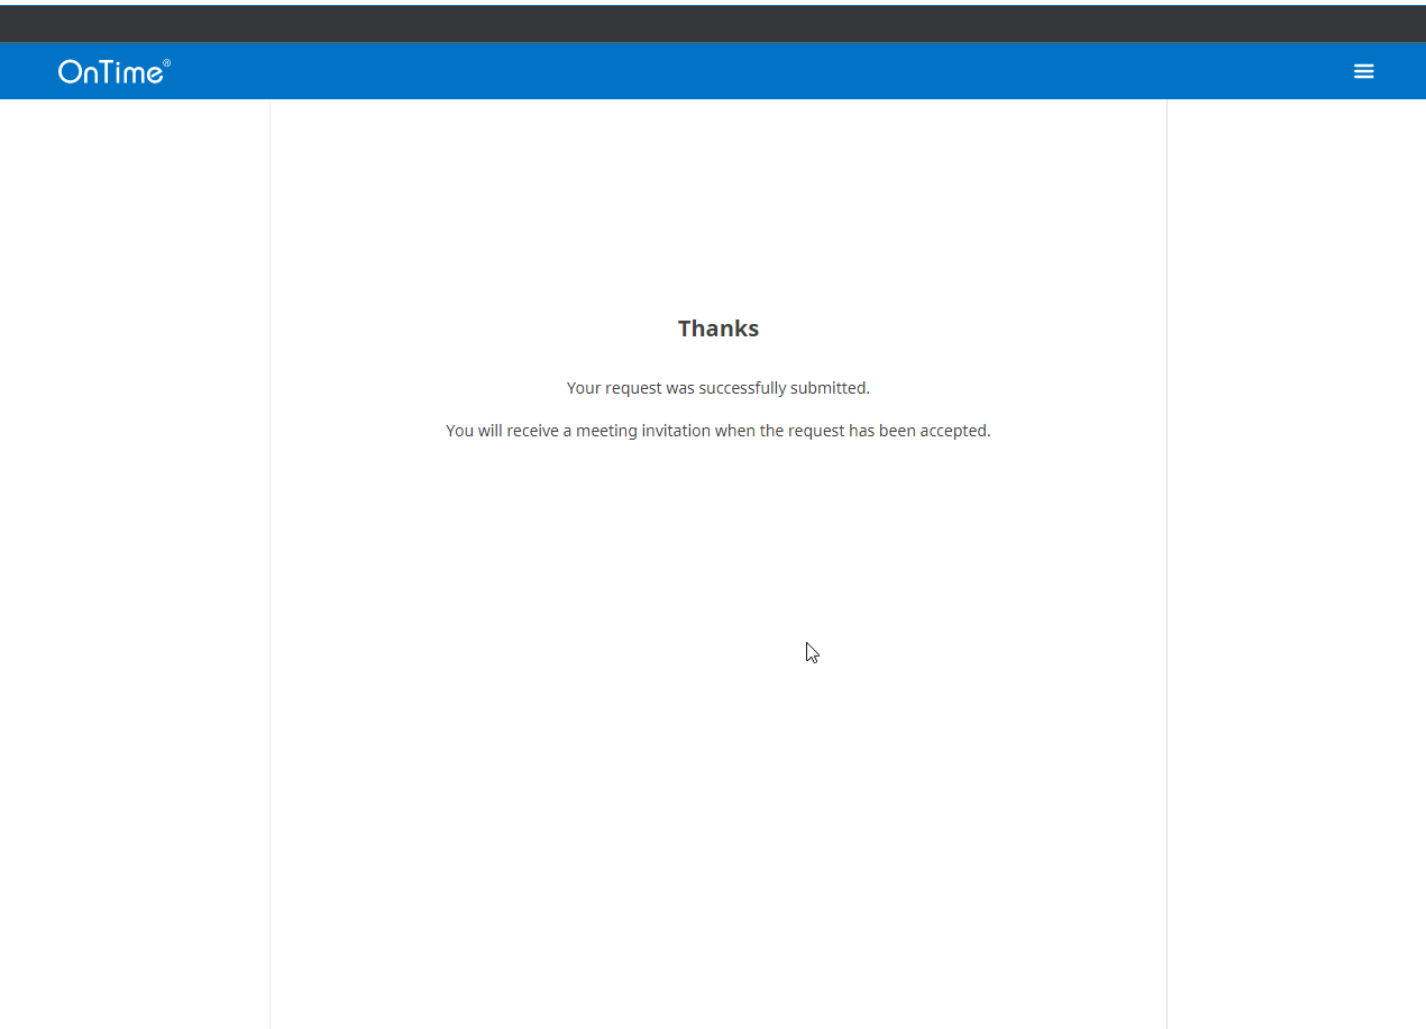 OnTime®
Thanks
Your request was successfully submitted.
You will receive a meeting invitation when the request has been accepted.